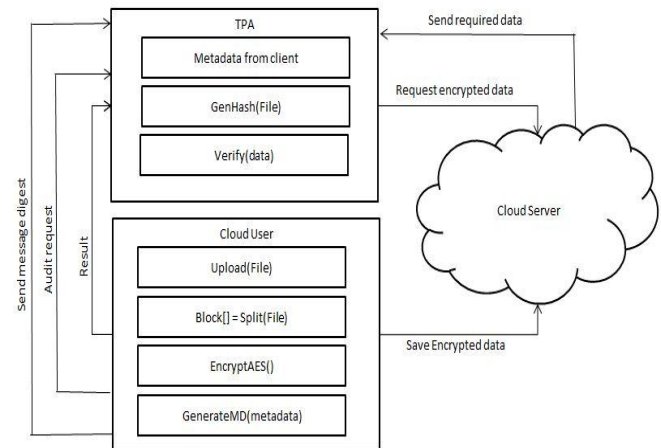 TPA
Metadata from client
GenHash(File)
Verify(data)
Send required data
Request encrypted data
Cloud Server
Cloud User
Upload(File)
Block[] = Split(File)
EncryptAES()
GenerateMD(metadata)
Save Encrypted data
Send message digest
Audit request
Result